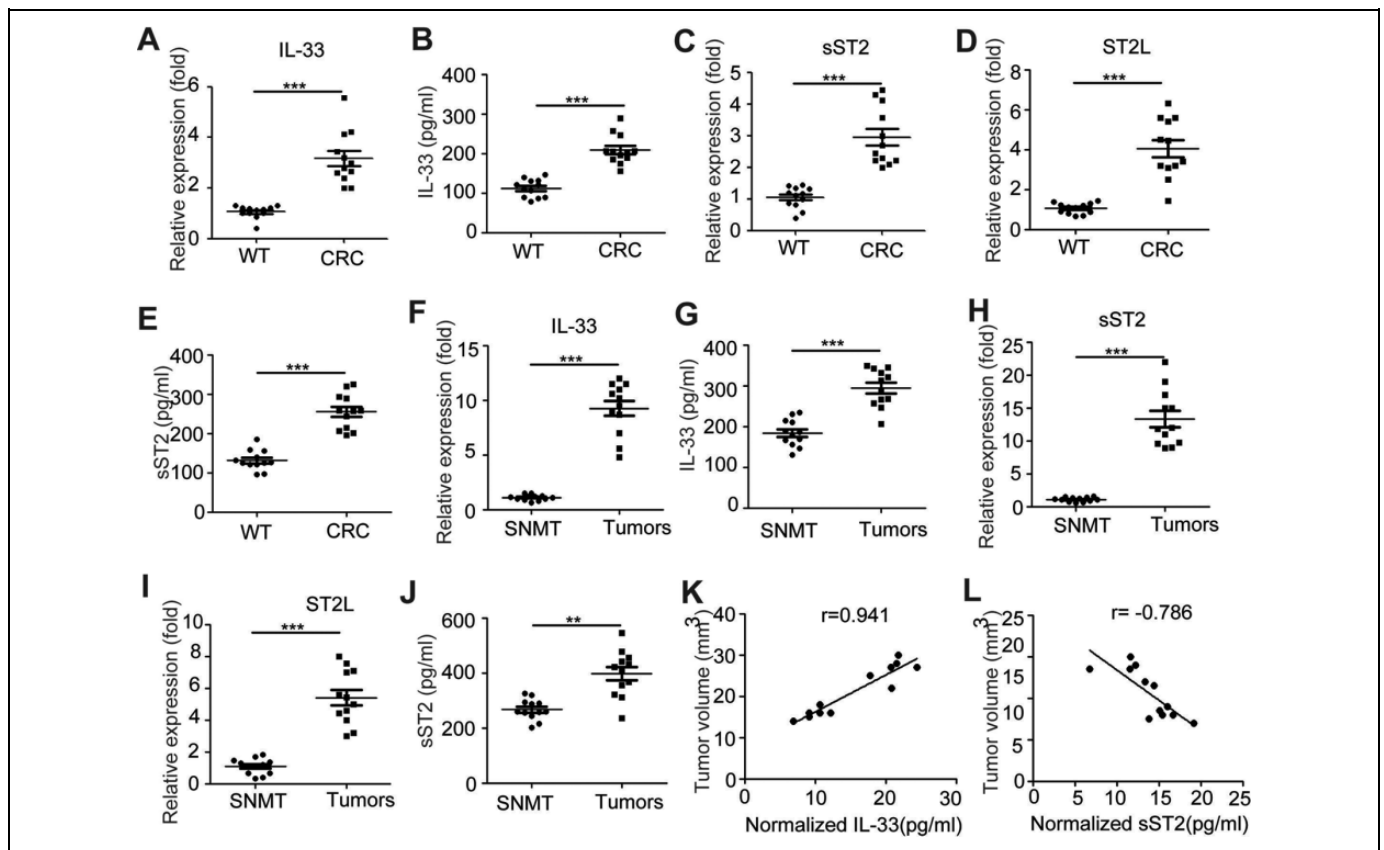 A
IL-33
Relative expression (fold)
6
4
2
0
***
WT
CRC
B
IL-33 (pg/ml)
400
300
200
100
0
***
WT
CRC
C
sST2
Relative expression (fold)
5
4
3
2
1
0
***
WT
CRC
D
ST2L
Relative expression (fold)
8
6
4
2
0
***
WT
CRC
E
sST2 (pg/ml)
400
300
200
100
0
***
WT
CRC
F
IL-33
Relative expression (fold)
15
10
5
0
***
SNMT
Tumors
G
IL-33 (pg/ml)
400
300
200
100
0
***
SNMT
Tumors
H
sST2
Relative expression (fold)
25
20
15
10
5
0
***
SNMT
Tumors
I
ST2L
Relative expression (fold)
8
6
4
2
0
***
SNMT
Tumors
J
sST2 (pg/ml)
600
400
200
0
**
SNMT
Tumors
K
r=0.941
Tumor volume (mm3)
40
30
20
10
0
0 10 20 30
Normalized IL-33(pg/ml)
L
r= -0.786
Tumor volume (mm3)
25
20
15
10
5
0
0 5 10 15 20 25
Normalized sST2(pg/ml)